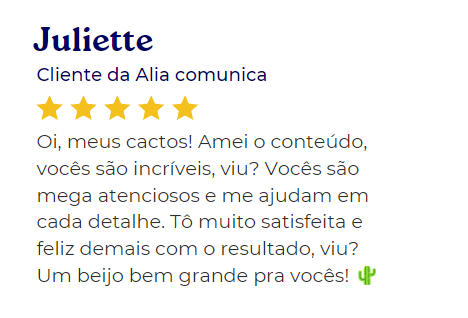 Juliette
Cliente da Alia comunica
Oi, meus cactos! Amei o conteúdo,
vocês são incríveis, viu? Vocês são
mega atenciosos e me ajudam em
cada detalhe. Tô muito satisfeita e
feliz demais com o resultado, viu?
Um beijo bem grande pra vocês! 🌵